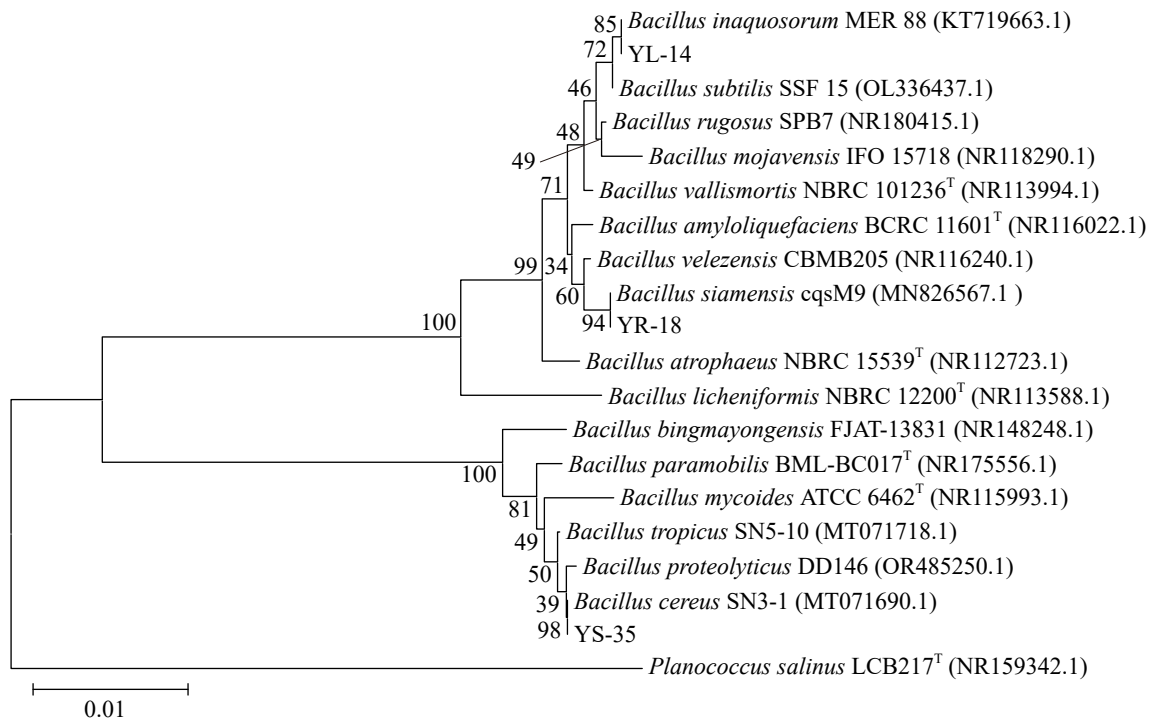 85 Bacillus inaquosorum MER 88 (KT719663.1)
72 YL-14
Bacillus subtilis SSF 15 (OL336437.1)
46
Bacillus rugosus SPB7 (NR180415.1)
48
49 Bacillus mojavensis IFO 15718 (NR118290.1)
71 Bacillus vallismortis NBRC 101236T (NR113994.1)
Bacillus amyloliquefaciens BCRC 11601T (NR116022.1)
99 34 Bacillus velezensis CBMB205 (NR116240.1)
60 Bacillus siamensis cqsM9 (MN826567.1 )
100 94 YR-18
Bacillus atrophaeus NBRC 15539T (NR112723.1)
Bacillus licheniformis NBRC 12200T (NR113588.1)
Bacillus bingmayongensis FJAT-13831 (NR148248.1)
100 Bacillus paramobilis BML-BC017T (NR175556.1)
81 Bacillus mycoides ATCC 6462T (NR115993.1)
49 Bacillus tropicus SN5-10 (MT071718.1)
50 Bacillus proteolyticus DD146 (OR485250.1)
39 Bacillus cereus SN3-1 (MT071690.1)
98 YS-35
Planococcus salinus LCB217T (NR159342.1)
0.01